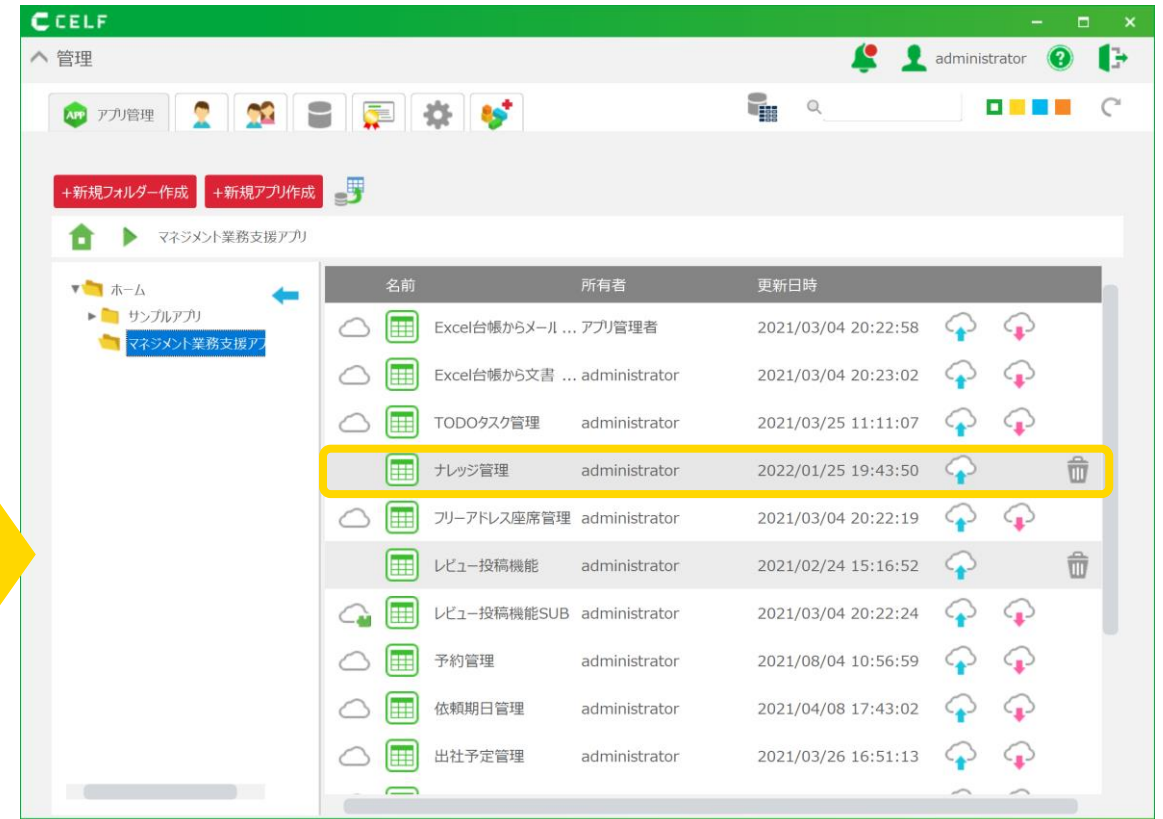 CELF
管理
administrator
アプリ管理
+新規フォルダー作成 +新規アプリ作成
マネジメント業務支援アプリ
ホーム
サンプルアプリ
マネジメント業務支援アプ
名前 所有者 更新日時
Excel台帳からメール ... アプリ管理者 2021/03/04 20:22:58
Excel台帳から文書 ... administrator 2021/03/04 20:23:02
TODOタスク管理 administrator 2021/03/25 11:11:07
ナレッジ管理 administrator 2022/01/25 19:43:50
フリーアドレス座席管理 administrator 2021/03/04 20:22:19
レビュー投稿機能 administrator 2021/02/24 15:16:52
レビュー投稿機能SUB administrator 2021/03/04 20:22:24
予約管理 administrator 2021/08/04 10:56:59
依頼期日管理 administrator 2021/04/08 17:43:02
出社予定管理 administrator 2021/03/26 16:51:13